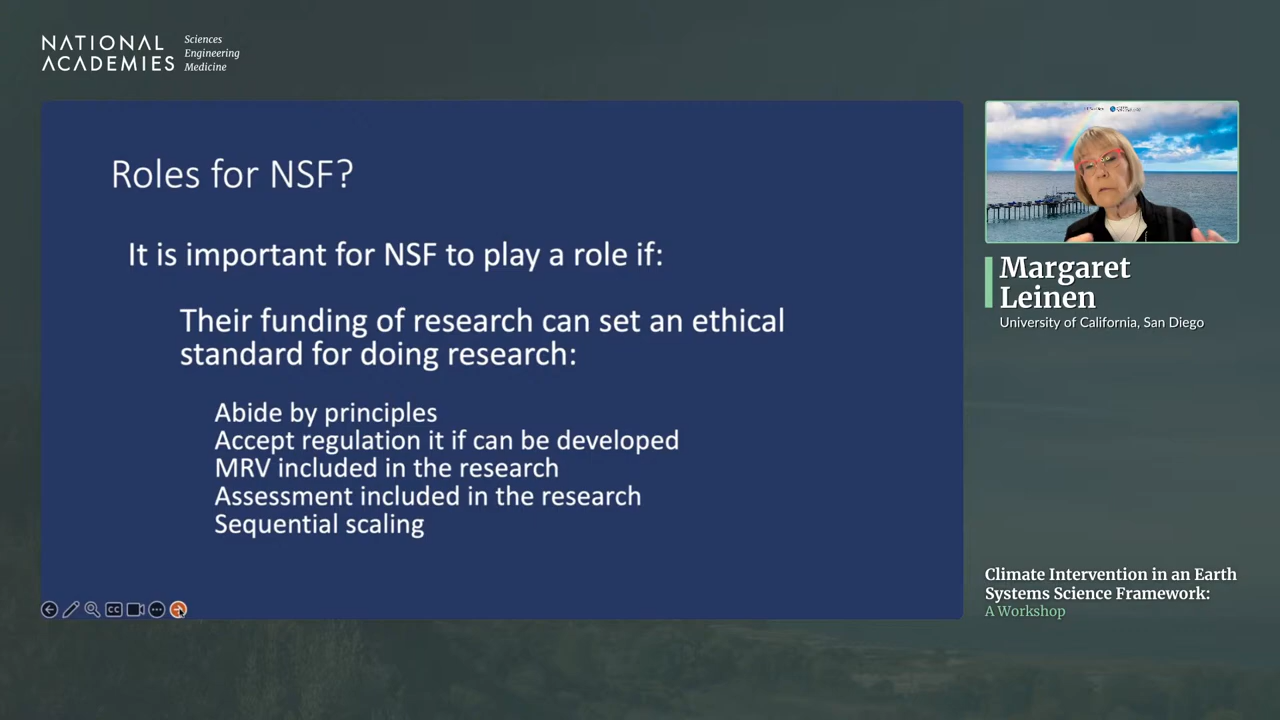 NATIONAL
ACADEMIES
Sciences
Engineering
Medicine
Roles for NSF?
It is important for NSF to play a role if:
Their funding of research can set an ethical
standard for doing research:
Abide by principles
Accept regulation it if can be developed
MRV included in the research
Assessment included in the research
Sequential scaling
CC
Margaret
Leinen
University of California, San Diego
Climate Intervention in an Earth
Systems Science Framework:
A Workshop